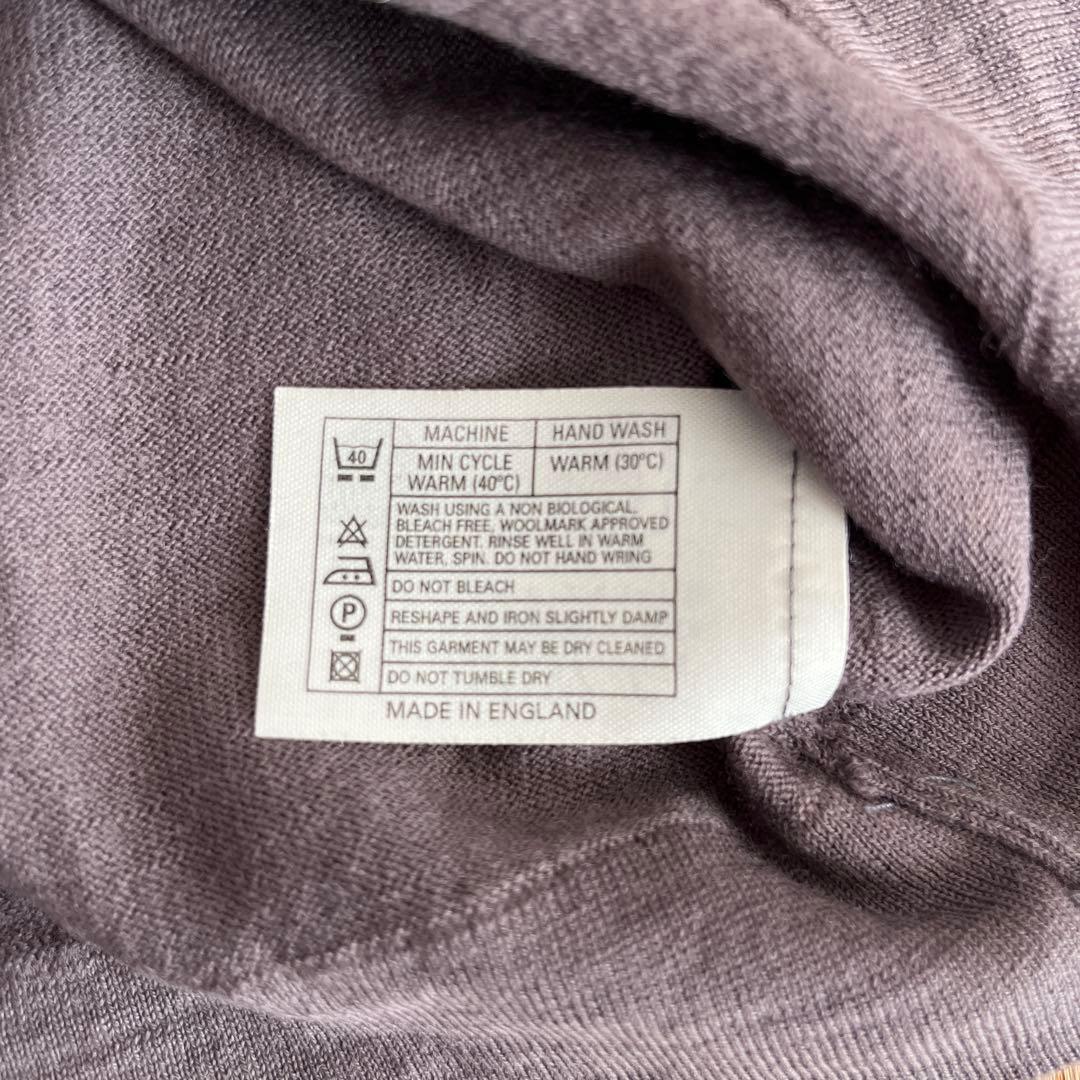 MACHINE HAND WASH
40
MIN CYCLE WARM (30°C)
WARM (40°C)
WASH USING A NON BIOLOGICAL,
BLEACH FREE, WOOLMARK APPROVED
DETERGENT. RINSE WELL IN WARM
WATER, SPIN. DO NOT HAND WRING
DO NOT BLEACH
RESHAPE AND IRON SLIGHTLY DAMP
P
THIS GARMENT MAY BE DRY CLEANED
DO NOT TUMBLE DRY
MADE IN ENGLAND